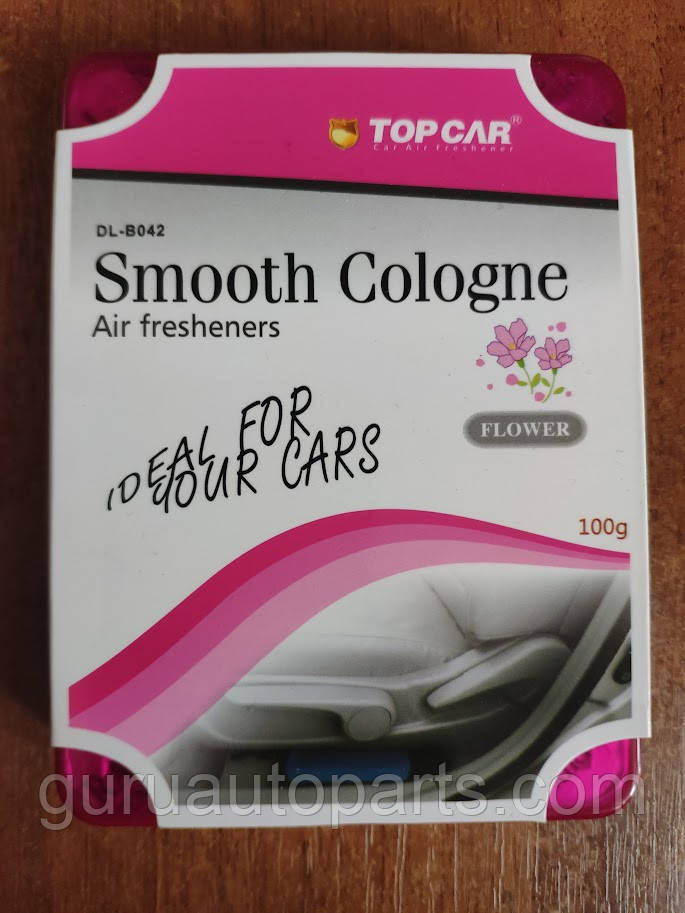 TOP CAR®
Car Air Freshener
DL-B042
Smooth Cologne
Air fresheners
IDEAL FOR
YOUR CARS
FLOWER
100g
guruautoparts.com